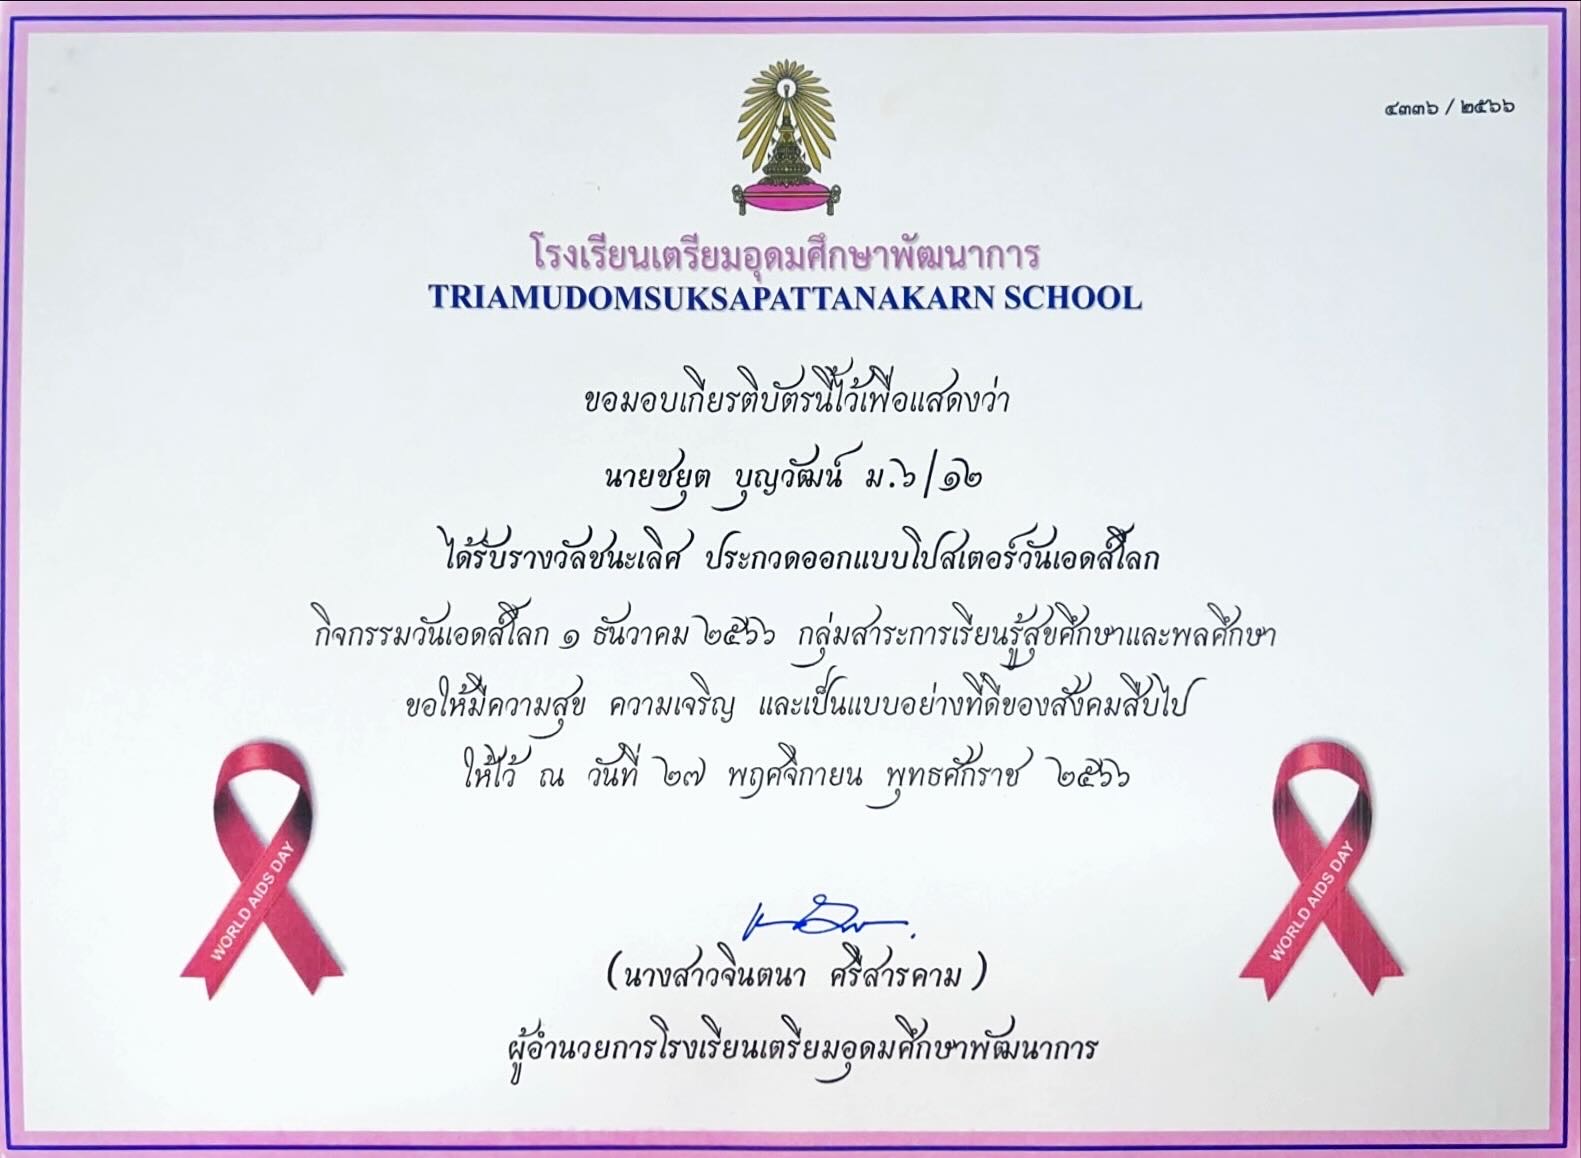 ๔๓๓๖ / ๒๕๖๖
โรงเรียนเตรียมอุดมศึกษาพัฒนาการ
TRIAMUDOMSUKSAPATTANAKARN SCHOOL
ขอมอบเกียรติบัตรนี้ไว้เพื่อแสดงว่า
นายชยุต บุญวัฒน์ ม.๖/๑๒
ได้รับรางวัลชนะเลิศ ประกวดออกแบบโปสเตอร์วันเอดส์โลก
กิจกรรมวันเอดส์โลก ๑ ธันวาคม ๒๕๖๖ กลุ่มสาระการเรียนรู้สุขศึกษาและพลศึกษา
ขอให้มีความสุข ความเจริญ และเป็นแบบอย่างที่ดีของสังคมสืบไป
ให้ไว้ ณ วันที่ ๒๗ พฤศจิกายน พุทธศักราช ๒๕๖๖
WORLD AIDS DAY
WORLD AIDS DAY
(นางสาวจินตนา ศรีสารคาม)
ผู้อำนวยการโรงเรียนเตรียมอุดมศึกษาพัฒนาการ